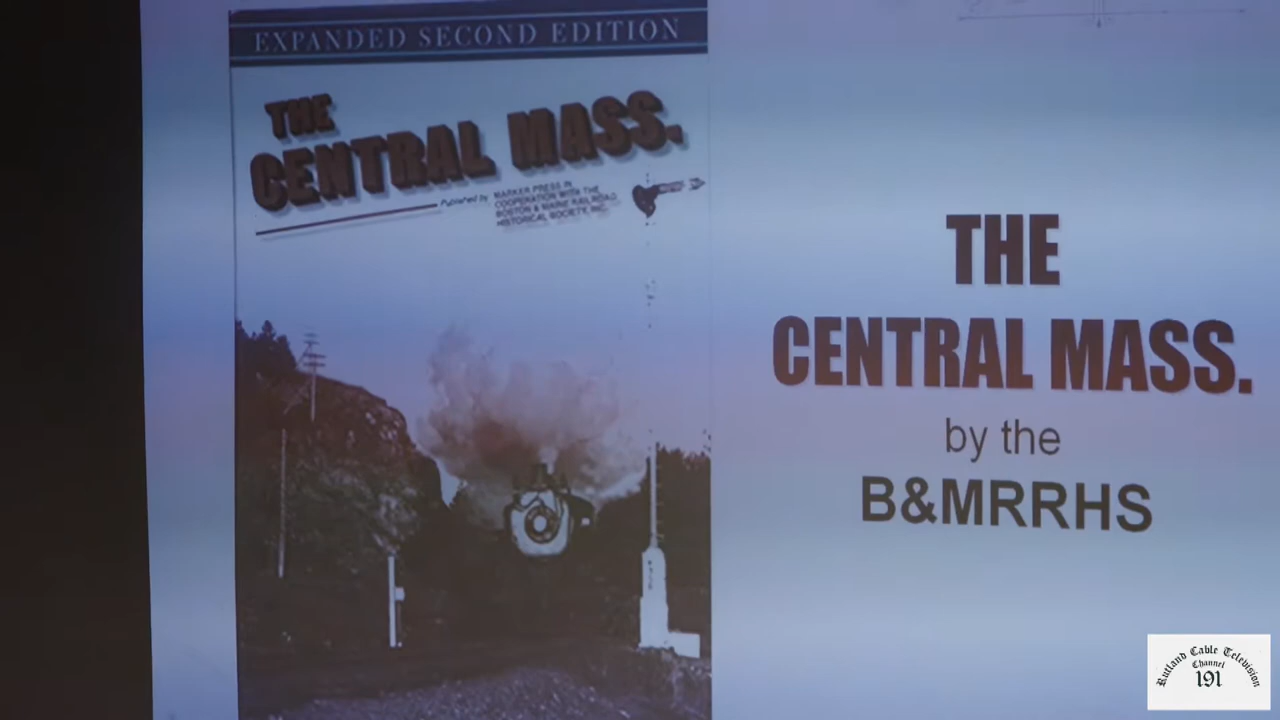 EXPANDED SECOND EDITION
THE
CENTRAL MASS.
Published by
MARKER PRESS IN
COOPERATION WITH THE
BOSTON & MAINE RAILROAD
HISTORICAL SOCIETY, INC.
THE
CENTRAL MASS.
by the
B&MRRHS
Rutland Cable Television
Channel
191